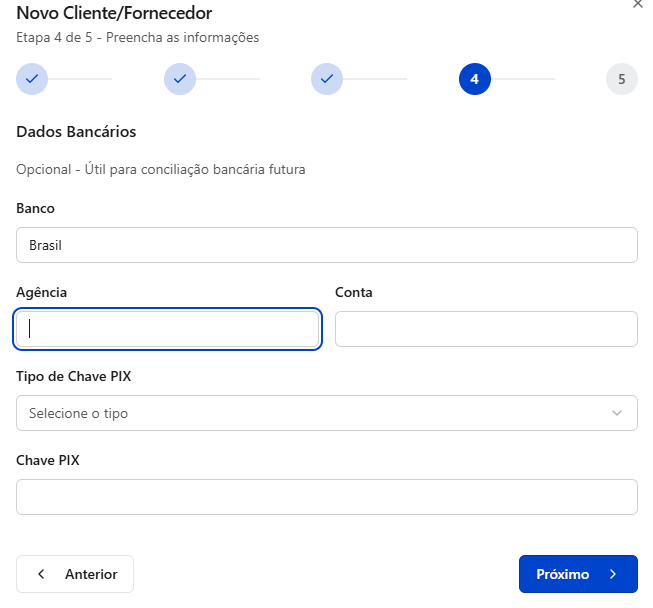 Novo Cliente/Fornecedor
Etapa 4 de 5 - Preencha as informações
4
5
Dados Bancários
Opcional - Útil para conciliação bancária futura
Banco
Brasil
Agência
Conta
Tipo de Chave PIX
Selecione o tipo
Chave PIX
Anterior
Próximo